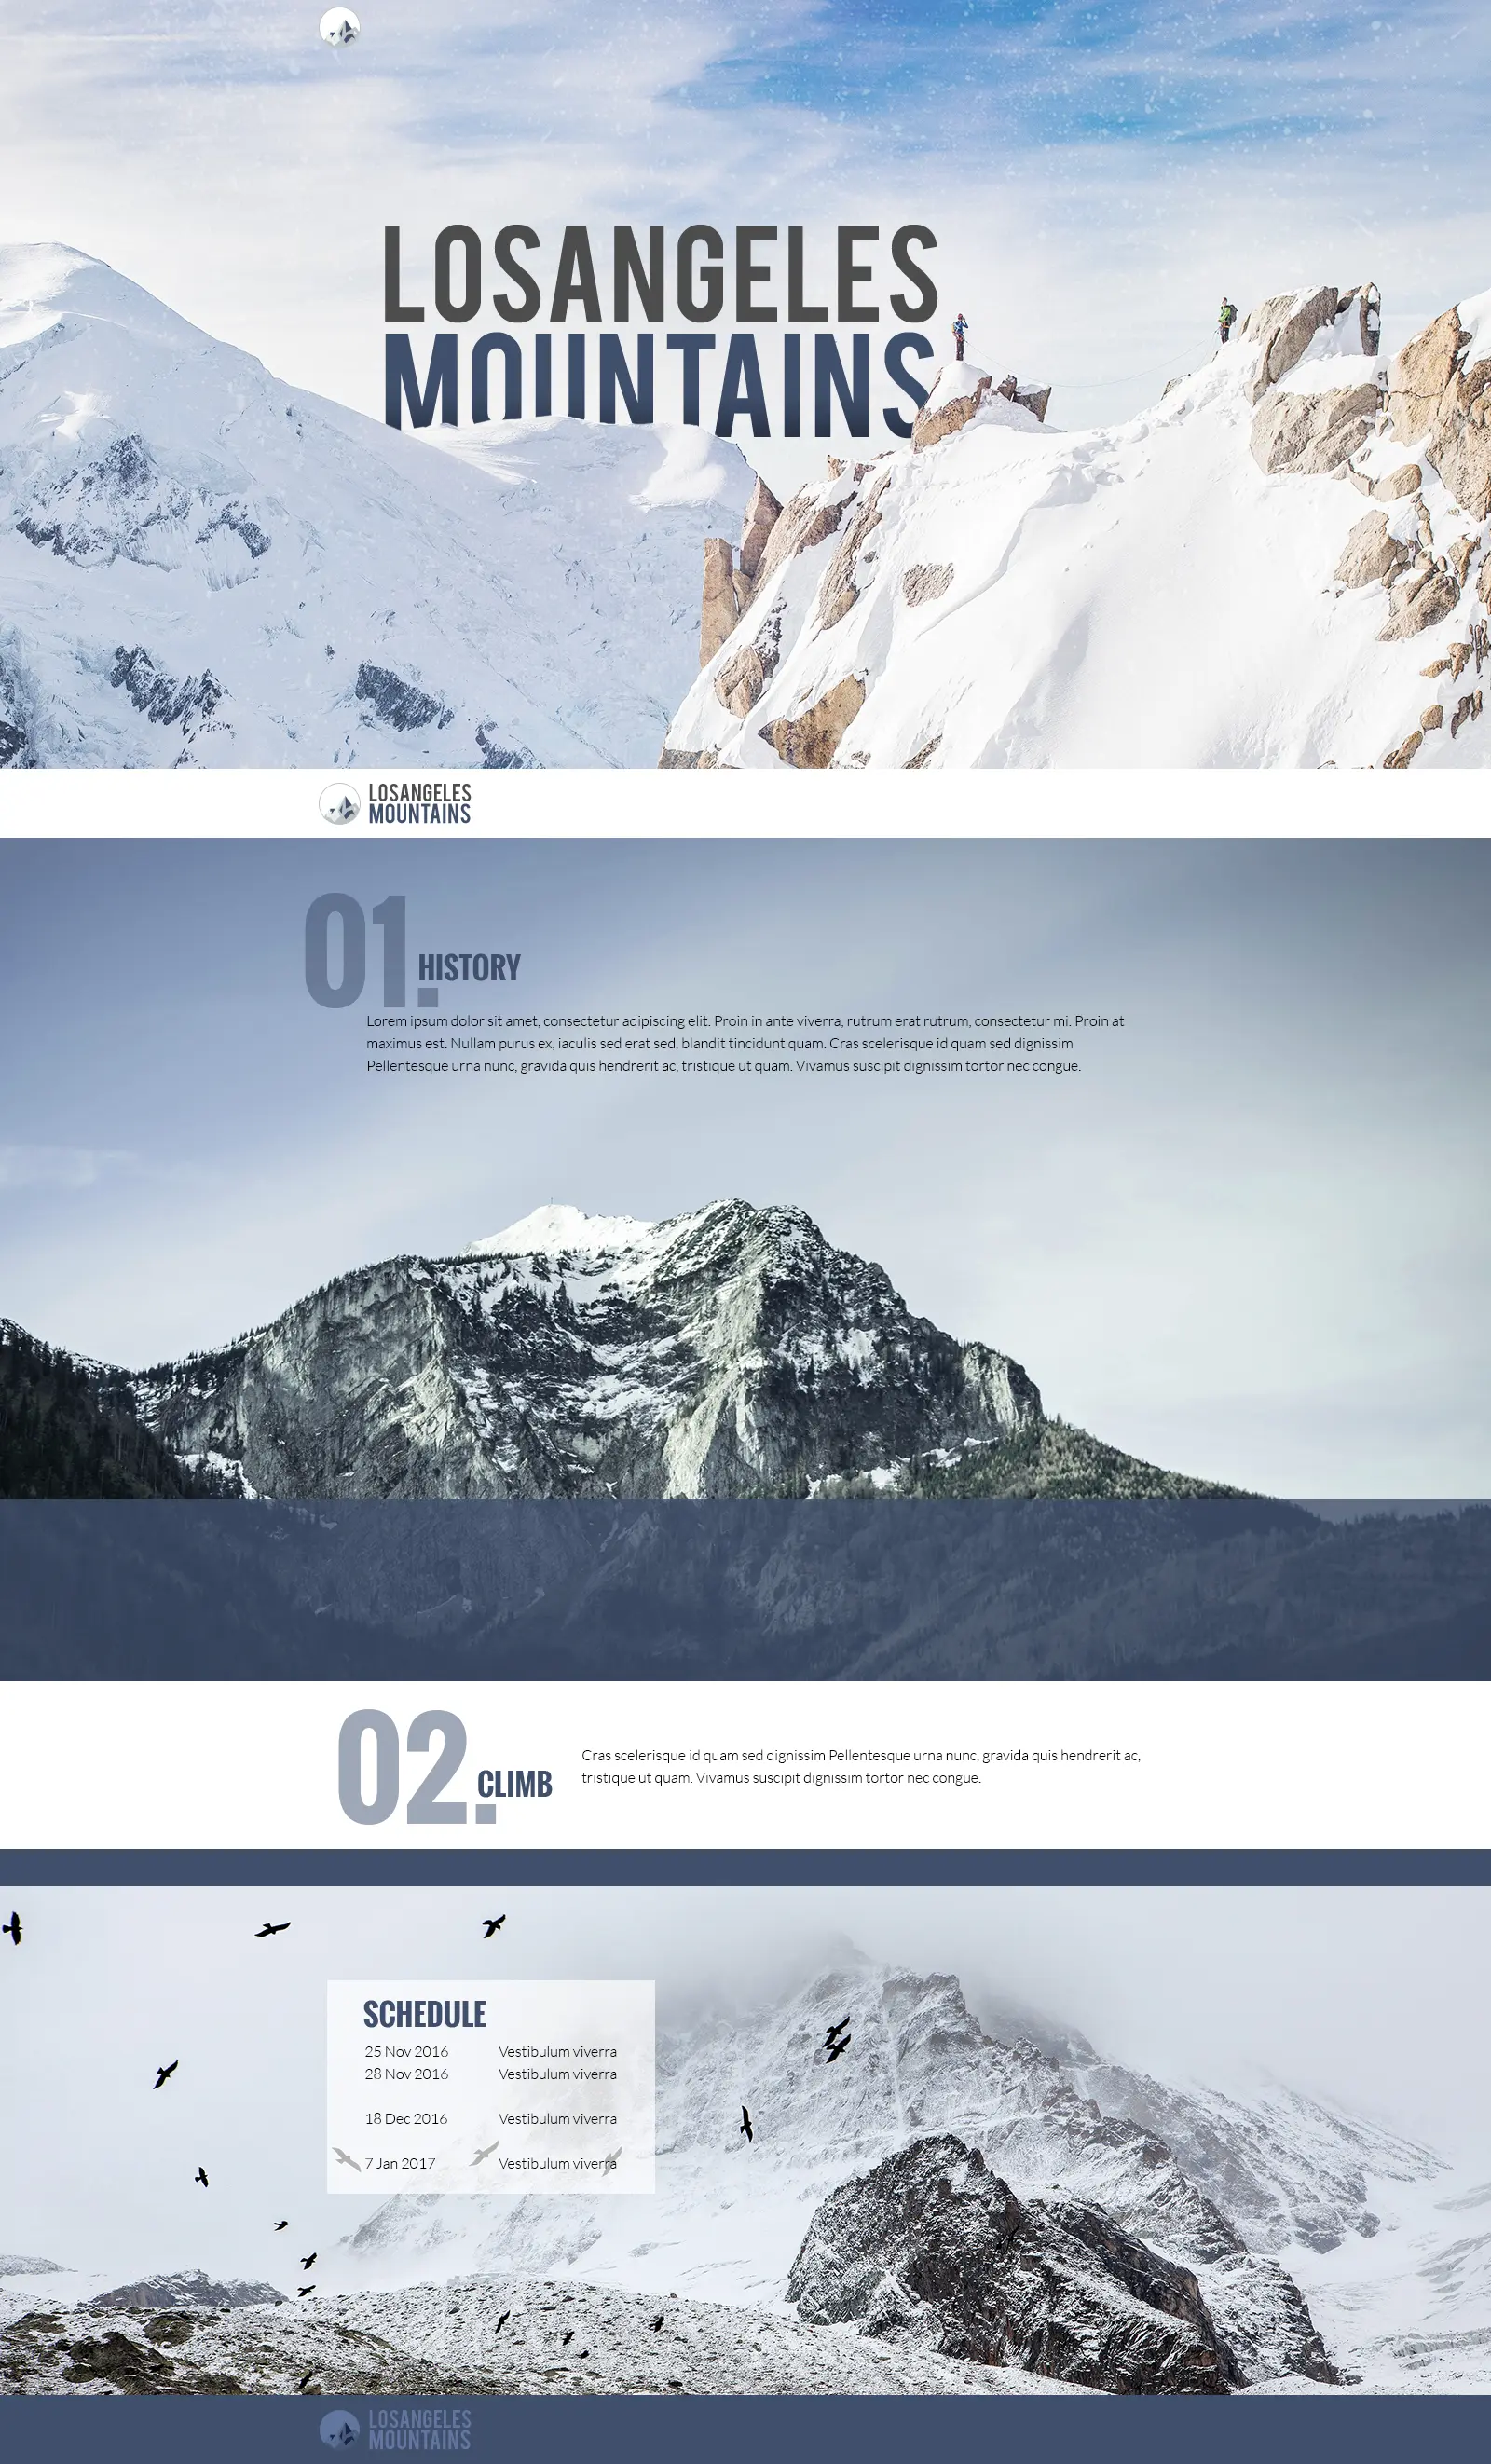 LOSANGELES
MOUNTAINS
LOSANGELES
MOUNTAINS
01.
HISTORY
Lorem ipsum dolor sit amet, consectetur adipiscing elit. Proin in ante viverra, rutrum erat rutrum, consectetur mi. Proin at
maximus est. Nullam purus ex, iaculis sed erat sed, blandit tincidunt quam. Cras scelerisque id quam sed dignissim
Pellentesque urna nunc, gravida quis hendrerit ac, tristique ut quam. Vivamus suscipit dignissim tortor nec congue.
02.
CLIMB
Cras scelerisque id quam sed dignissim Pellentesque urna nunc, gravida quis hendrerit ac,
tristique ut quam. Vivamus suscipit dignissim tortor nec congue.
SCHEDULE
25 Nov 2016 Vestibulum viverra
28 Nov 2016 Vestibulum viverra
18 Dec 2016 Vestibulum viverra
7 Jan 2017 Vestibulum viverra
LOSANGELES
MOUNTAINS